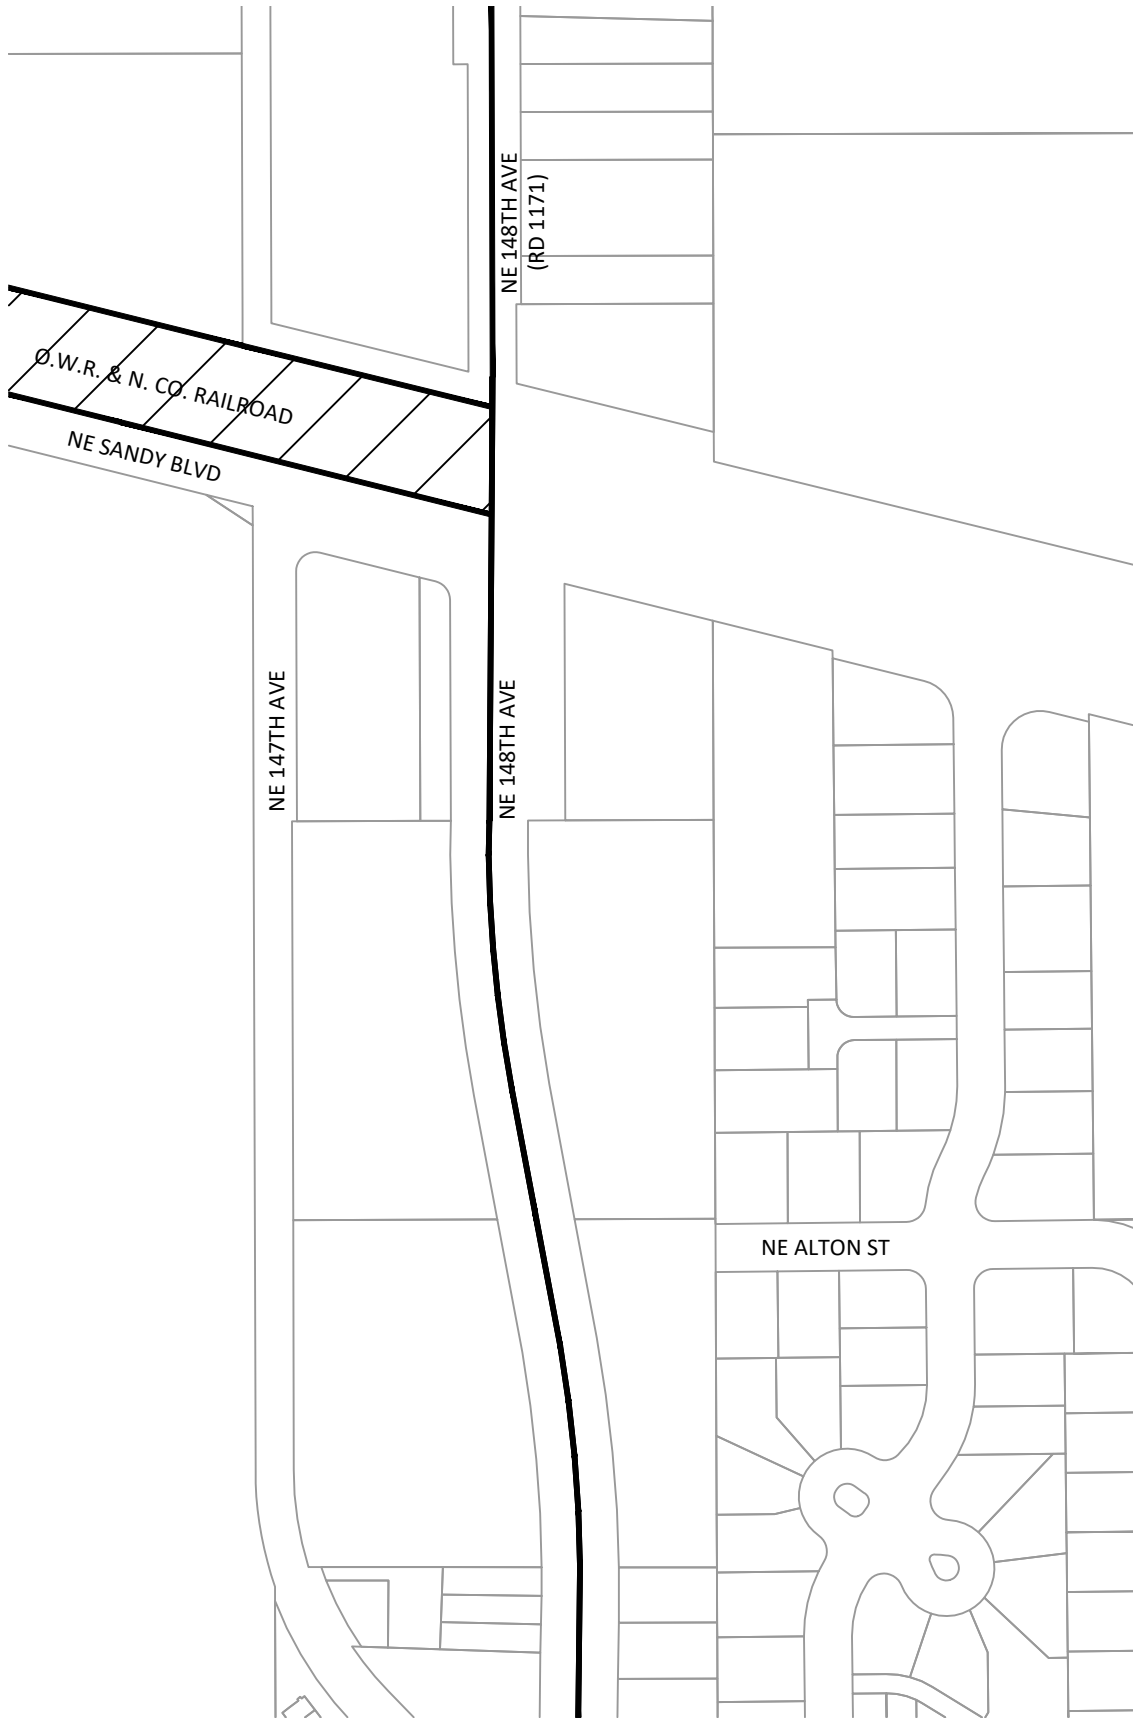 NE 148TH AVE
(RD 1171)
O.W.R. & N. CO. RAILROAD
NE SANDY BLVD
NE 147TH AVE
NE 148TH AVE
NE ALTON ST